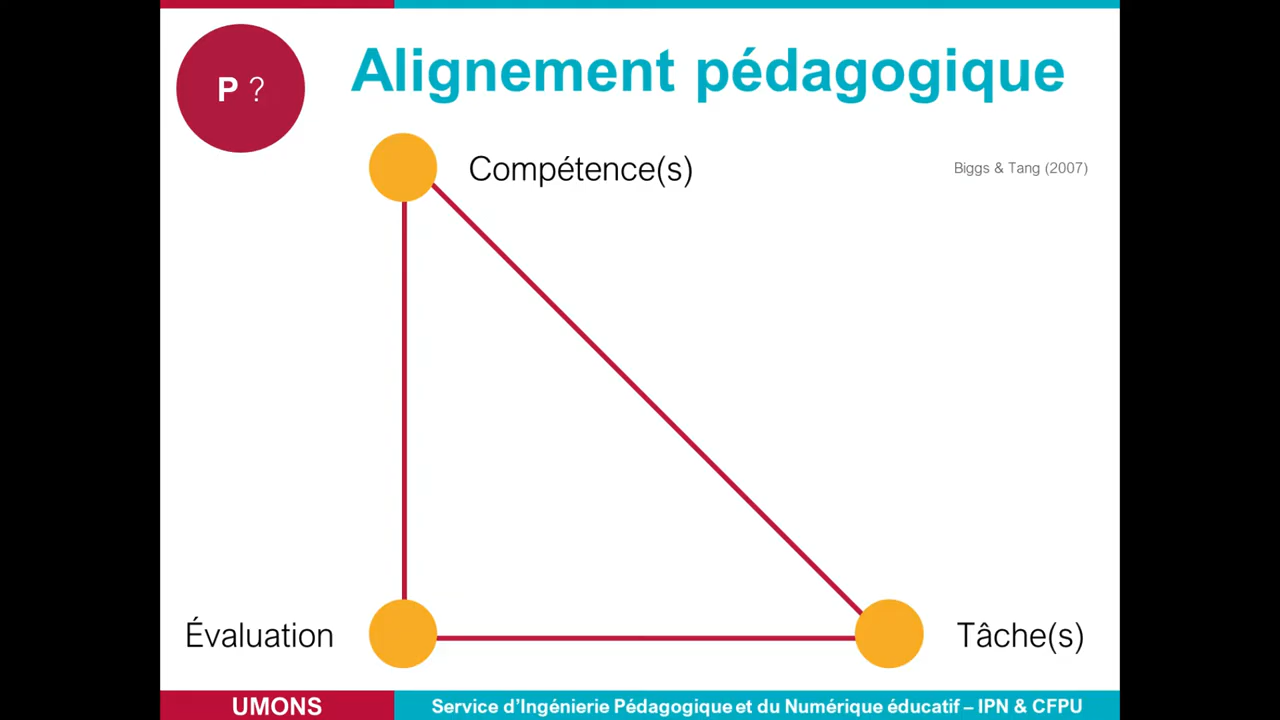 P ?
Alignement pédagogique
Compétence(s)
Biggs & Tang (2007)
Évaluation
Tâche(s)
UMONS
Service d'Ingénierie Pédagogique et du Numérique éducatif – IPN & CFPU